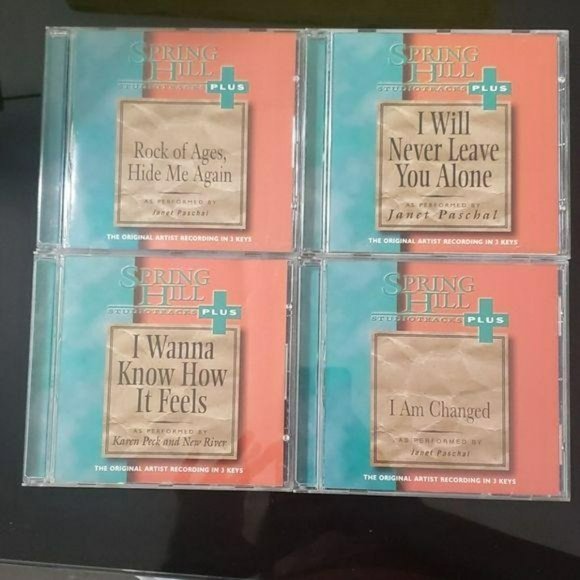 SPRING
HILL
STUDIOTRACKS PLUS
Rock of Ages,
Hide Me Again
AS PERFORMED BY
Janet Paschal
THE ORIGINAL ARTIST RECORDING IN 3 KEYS
SPRING
HILL
STUDIOTRACKS PLUS
I Will
Never Leave
You Alone
AS PERFORMED BY
Janet Paschal
THE ORIGINAL ARTIST RECORDING IN 3 KEYS
SPRING
HILL
STUDIOTRACKS PLUS
I Wanna
Know How
It Feels
AS PERFORMED BY
Karen Peck and New River
THE ORIGINAL ARTIST RECORDING IN 3 KEYS
SPRING
HILL
STUDIOTRACKS PLUS
I Am Changed
AS PERFORMED BY
Janet Paschal
THE ORIGINAL ARTIST RECORDING IN 3 KEYS